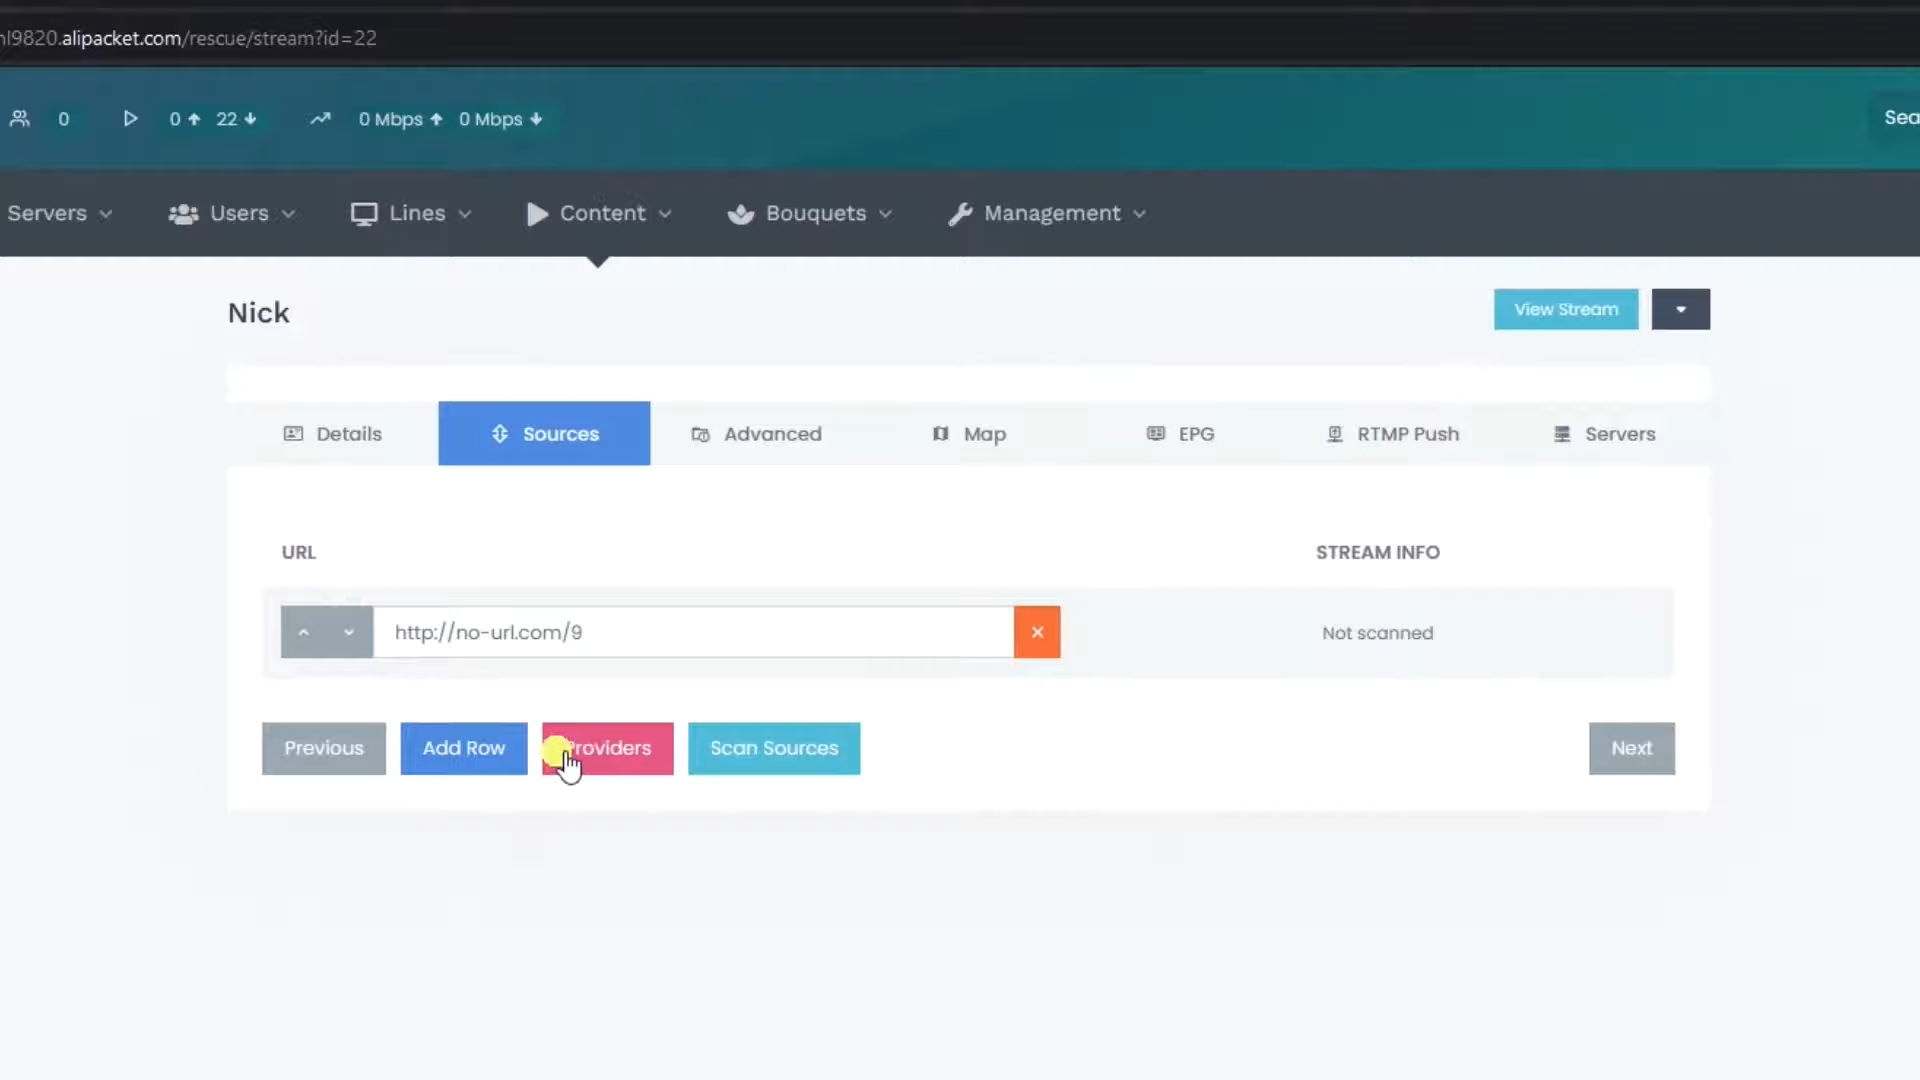 nl9820.alipacket.com/rescue/stream?id=22
0 0 22 0 Mbps 0 Mbps
Servers Users Lines Content Bouquets Management
Nick View Stream
Details Sources Advanced Map EPG RTMP Push Servers
URL STREAM INFO
http://no-url.com/9 Not scanned
Previous Add Row Providers Scan Sources Next